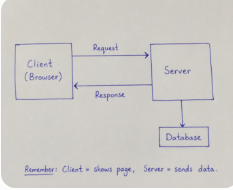 Request
Client
(Browser)
Server
Response
Database
Remember: Client = shows page, Server = sends data.